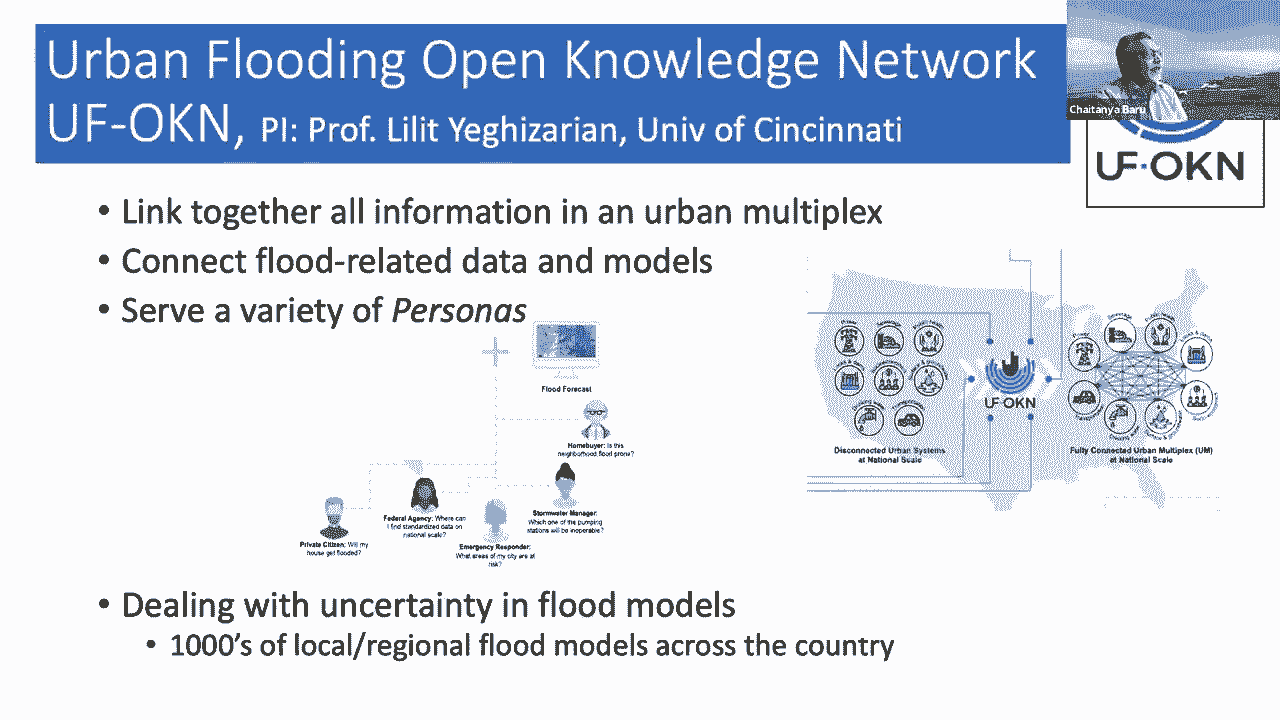 Urban Flooding Open Knowledge Network
UF-OKN, PI: Prof. Lilit Yeghizarian, Univ of Cincinnati
Chaitanya Baru
UF-OKN
• Link together all information in an urban multiplex
• Connect flood-related data and models
• Serve a variety of Personas
Flood Forecast
Homebuyer: Is this
neighborhood flood prone?
Stormwater Manager:
Which one of the pumping
stations will be inoperable?
Federal Agency: Where can
I find standardized data on
national scale?
Private Citizen: Will my
house get flooded?
Emergency Responder:
What areas of my city are at
risk?
UF-OKN
Disconnected Urban Systems
at National Scale
Fully Connected Urban Multiplex (UM)
at National Scale
• Dealing with uncertainty in flood models
• 1000's of local/regional flood models across the country